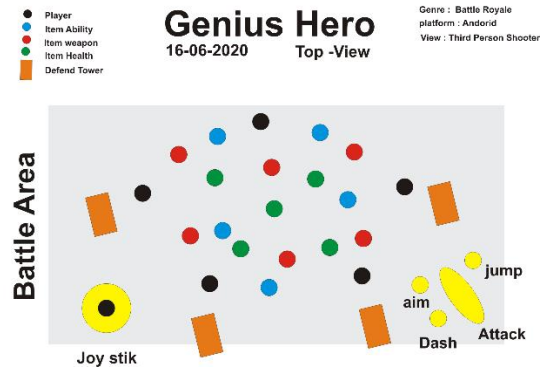 Player
Item Ability
Item weapon
Item Health
Defend Tower
Genius Hero
16-06-2020 Top -View
Genre : Battle Royale
platform : Andorid
View : Third Person Shooter
Battle Area
jump
aim
Dash
Attack
Joy stik